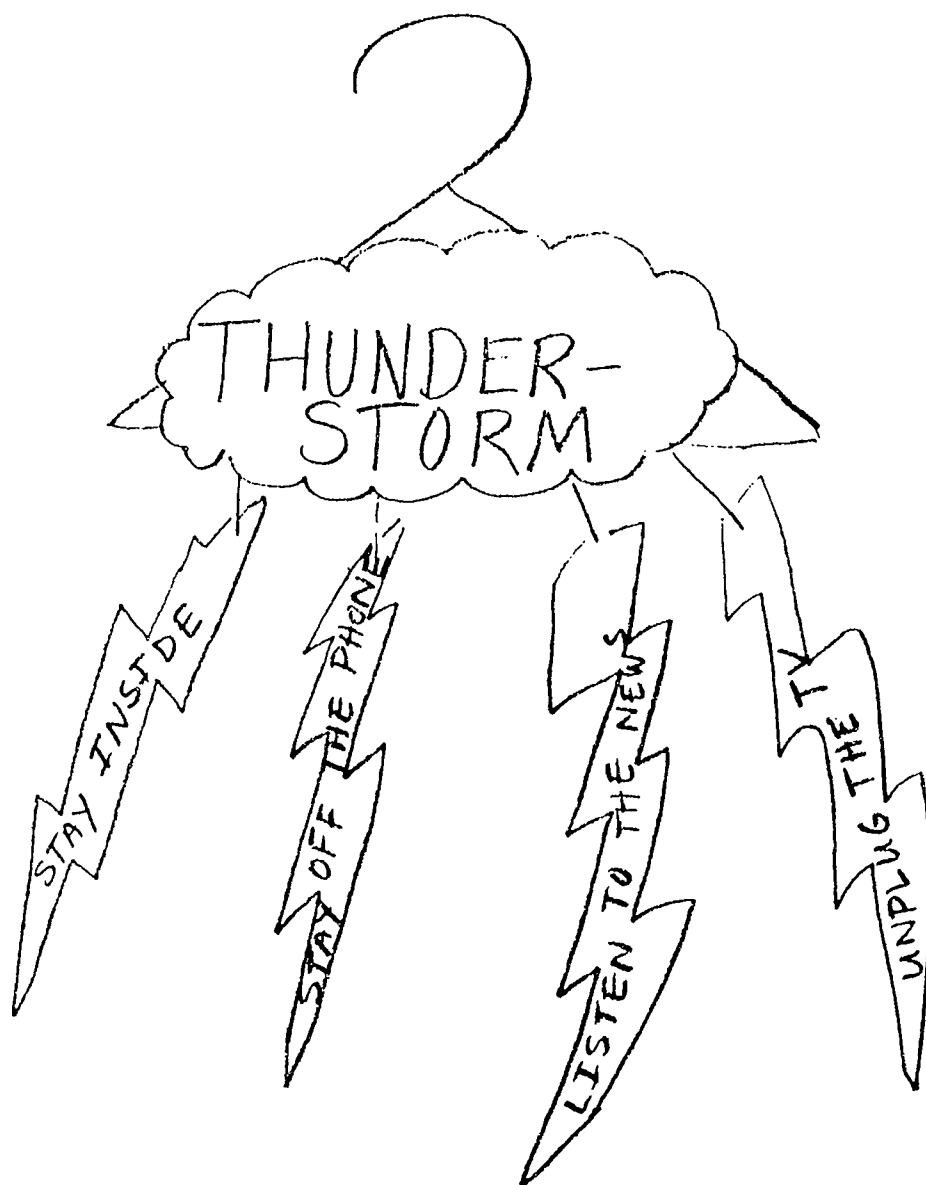 THUNDER-
STORM
STAY INSIDE
STAY OFF THE PHONE
LISTEN TO THE NEWS
UNPLUG THE TV